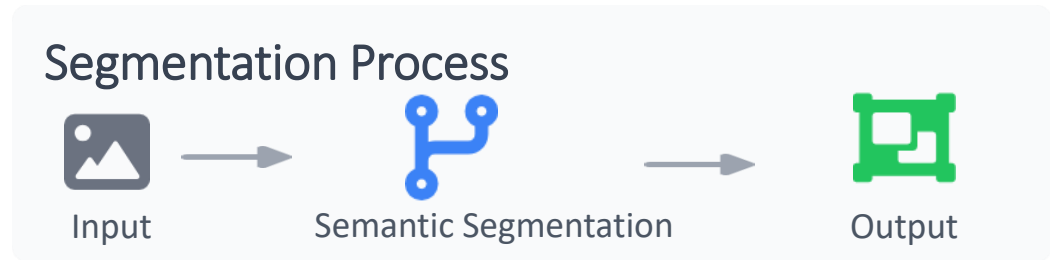 Segmentation Process
Input
Semantic Segmentation
Output